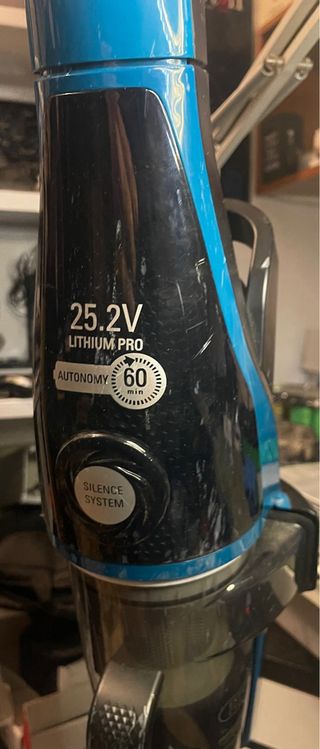 25.2V
LITHIUM PRO
AUTONOMY 60
min
SILENCE
SYSTEM